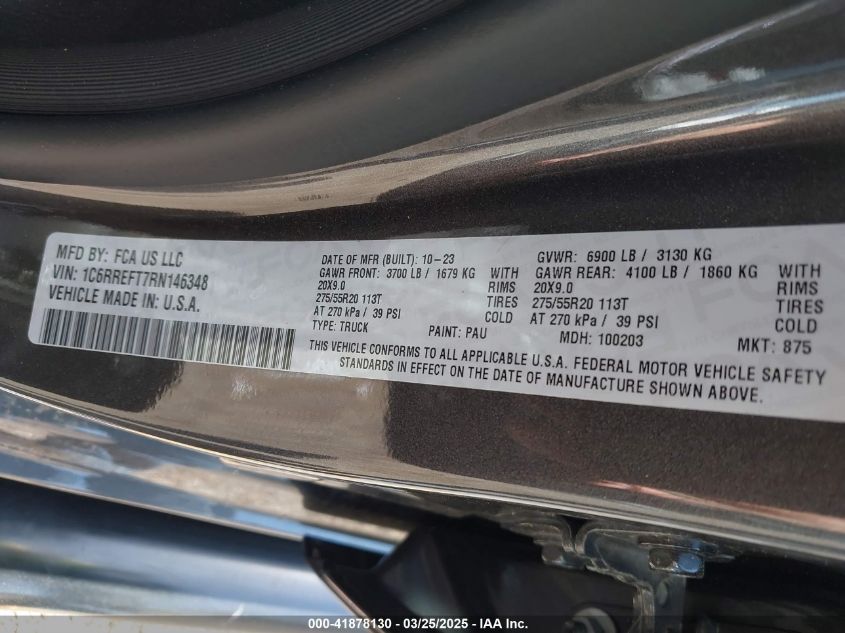 MFD BY: FCA US LLC
VIN: 1C6RREFT7RN146348
VEHICLE MADE IN: U.S.A.
DATE OF MFR (BUILT): 10-23
GVWR: 6900 LB / 3130 KG
GAWR FRONT: 3700 LB / 1679 KG
GAWR REAR: 4100 LB / 1860 KG
20X9.0 RIMS 20X9.0 RIMS
275/55R20 113T TIRES 275/55R20 113T TIRES
AT 270 kPa / 39 PSI COLD AT 270 kPa / 39 PSI COLD
TYPE: TRUCK PAINT: PAU MDH: 100203 MKT: 875
THIS VEHICLE CONFORMS TO ALL APPLICABLE U.S.A. FEDERAL MOTOR VEHICLE SAFETY
STANDARDS IN EFFECT ON THE DATE OF MANUFACTURE SHOWN ABOVE.
000-41878130 - 03/25/2025 - IAA Inc.